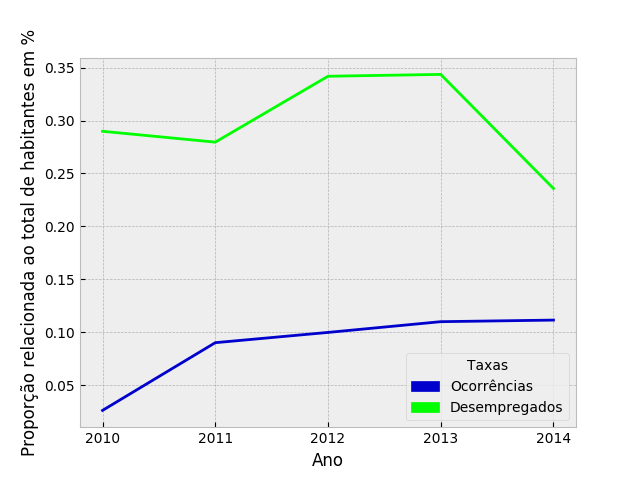 Proporção relacionada ao total de habitantes em %
0.35
0.30
0.25
0.20
0.15
0.10
0.05
2010 2011 2012 2013 2014
Ano
Taxas
Ocorrências
Desempregados